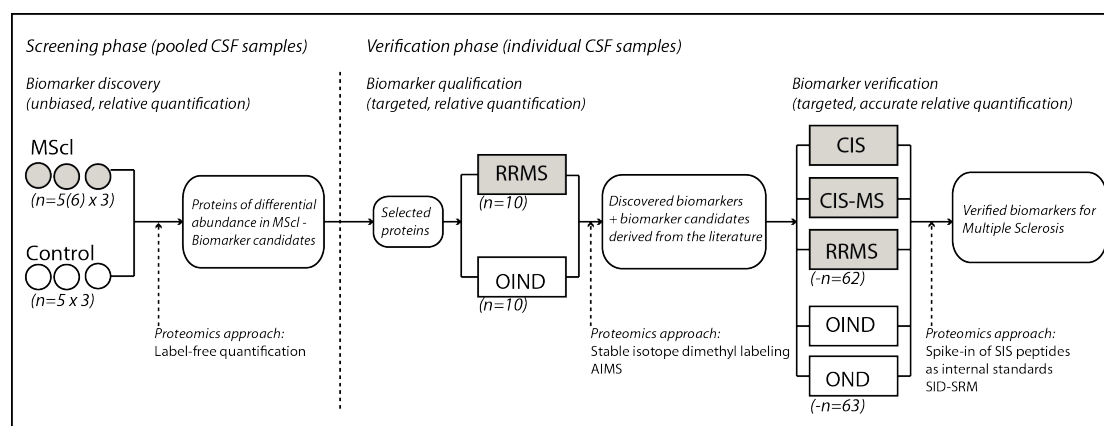 Screening phase (pooled CSF samples)
Biomarker discovery
(unbiased, relative quantification)
MScl
(n=5(6) x 3)
Control
(n=5 x 3)
Proteins of differential
abundance in MScl -
Biomarker candidates
Proteomics approach:
Label-free quantification
Verification phase (individual CSF samples)
Biomarker qualification
(targeted, relative quantification)
Selected
proteins
RRMS
(n=10)
OIND
(n=10)
Discovered biomarkers
+ biomarker candidates
derived from the literature
Proteomics approach:
Stable isotope dimethyl labeling
AIMS
Biomarker verification
(targeted, accurate relative quantification)
CIS
CIS-MS
RRMS
(-n=62)
OIND
OND
(-n=63)
Verified biomarkers for
Multiple Sclerosis
Proteomics approach:
Spike-in of SIS peptides
as internal standards
SID-SRM